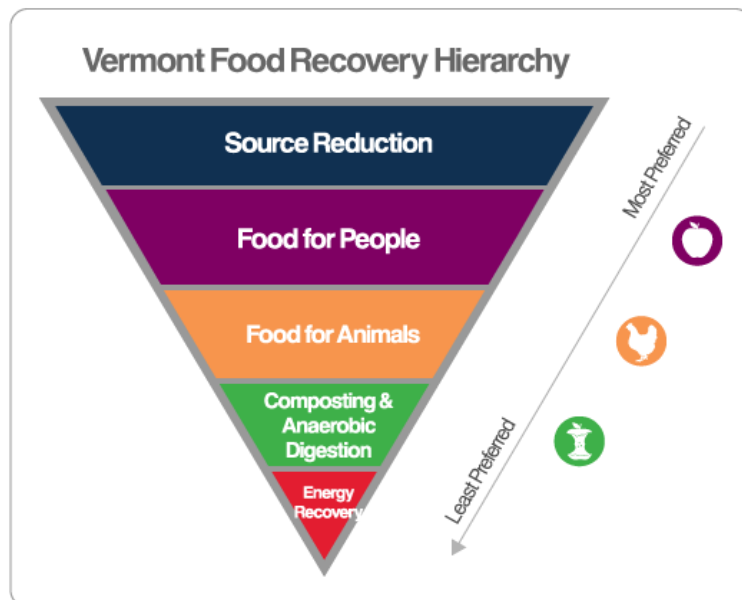 Vermont Food Recovery Hierarchy
Source Reduction
Most Preferred
Food for People
Food for Animals
Composting &
Anaerobic
Digestion
Least Preferred
Energy
Recovery